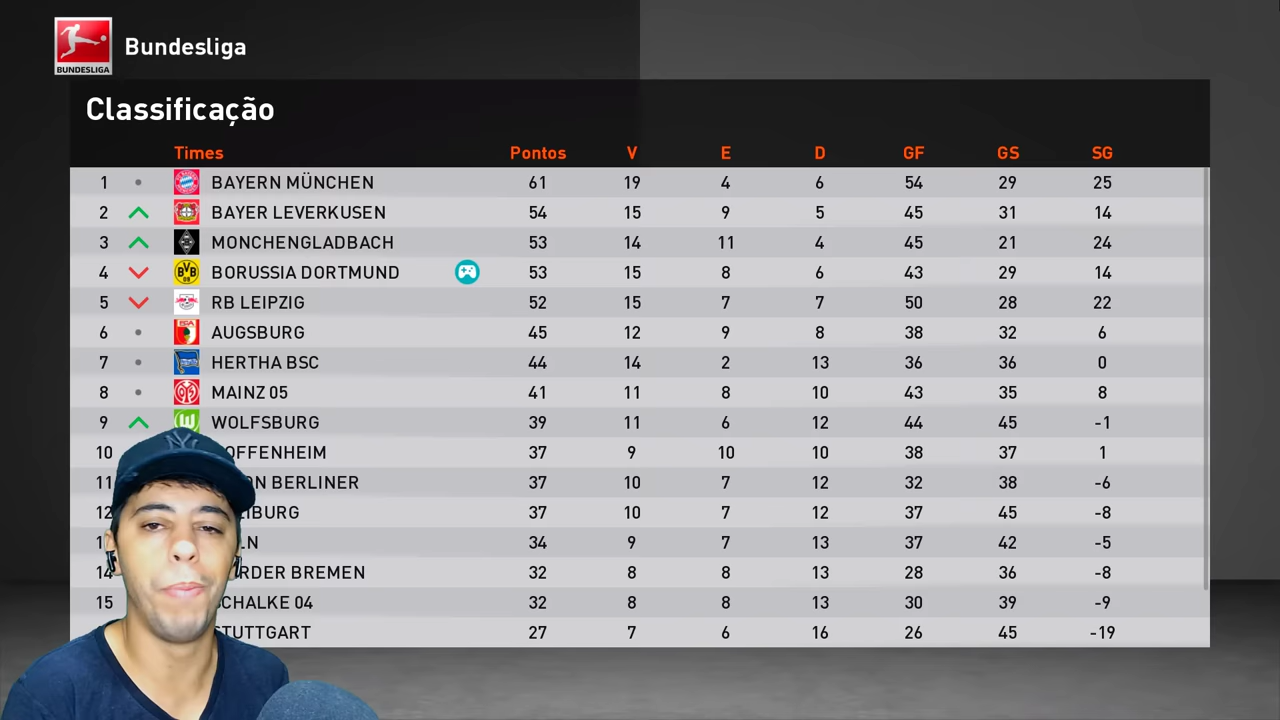 Bundesliga
BUNDESLIGA
Classificação
Times Pontos V E D GF GS SG
1 BAYERN MÜNCHEN 61 19 4 6 54 29 25
2 BAYER LEVERKUSEN 54 15 9 5 45 31 14
3 MONCHENGLADBACH 53 14 11 4 45 21 24
4 BVB 09 BORUSSIA DORTMUND 53 15 8 6 43 29 14
5 RB LEIPZIG 52 15 7 7 50 28 22
6 FCA AUGSBURG 45 12 9 8 38 32 6
7 HERTHA BSC 44 14 2 13 36 36 0
8 MAINZ 05 41 11 8 10 43 35 8
9 WOLFSBURG 39 11 6 12 44 45 -1
10 OFFENHEIM 37 9 10 10 38 37 1
11 ON BERLINER 37 10 7 12 32 38 -6
12 IBURG 37 10 7 12 37 45 -8
1 LN 34 9 7 13 37 42 -5
14 RDER BREMEN 32 8 8 13 28 36 -8
15 SCHALKE 04 32 8 8 13 30 39 -9
STUTTGART 27 7 6 16 26 45 -19